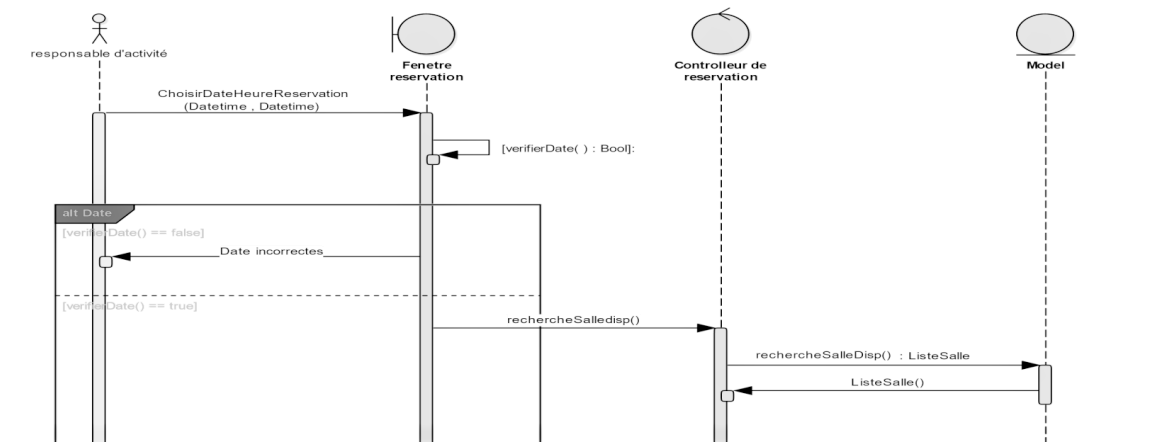 responsable d'activité
Fenetre
reservation
Controlleur de
reservation
Model
ChoisirDateHeureReservation
(Datetime , Datetime)
[verifierDate( ) : Bool]:
alt Date
[verifierDate() == false]
Date incorrectes
[verifierDate() == true]
rechercheSalledisp()
rechercheSalleDisp() : ListeSalle
ListeSalle()